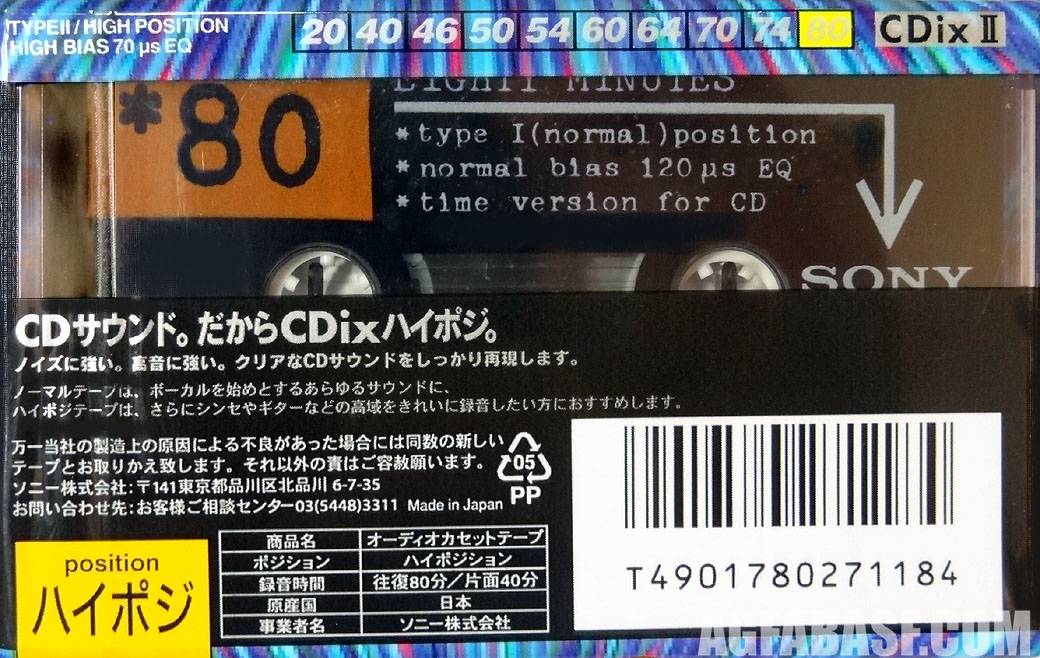 TYPEII/HIGH POSITION
HIGH BIAS 70 µs EQ
20 40 46 50 54 60 64 70 74 80
CDixⅡ
EIGHTY MINUTES
*80
*type I(normal)position
*normal bias 120µs EQ
*time version for CD
SONY
CDサウンド。だからCDixハイポジ。
ノイズに強い。高音に強い。クリアなCDサウンドをしっかり再現します。
ノーマルテープは、ボーカルを始めとするあらゆるサウンドに、
ハイポジテープは、さらにシンセやギターなどの高域をきれいに録音したい方におすすめします。
万一当社の製造上の原因による不良があった場合には同数の新しい
テープとお取りかえ致します。それ以外の責はご容赦願います。
ソニー株式会社:〒141東京都品川区北品川 6-7-35
お問い合わせ先:お客様ご相談センター03(5448)3311 Made in Japan
05
PP
position
ハイポジ
商品名 オーディオカセットテープ
ポジション ハイポジション
録音時間 往復80分/片面40分
原産国 日本
事業者名 ソニー株式会社
T4901780271184
AGFABASF.COM